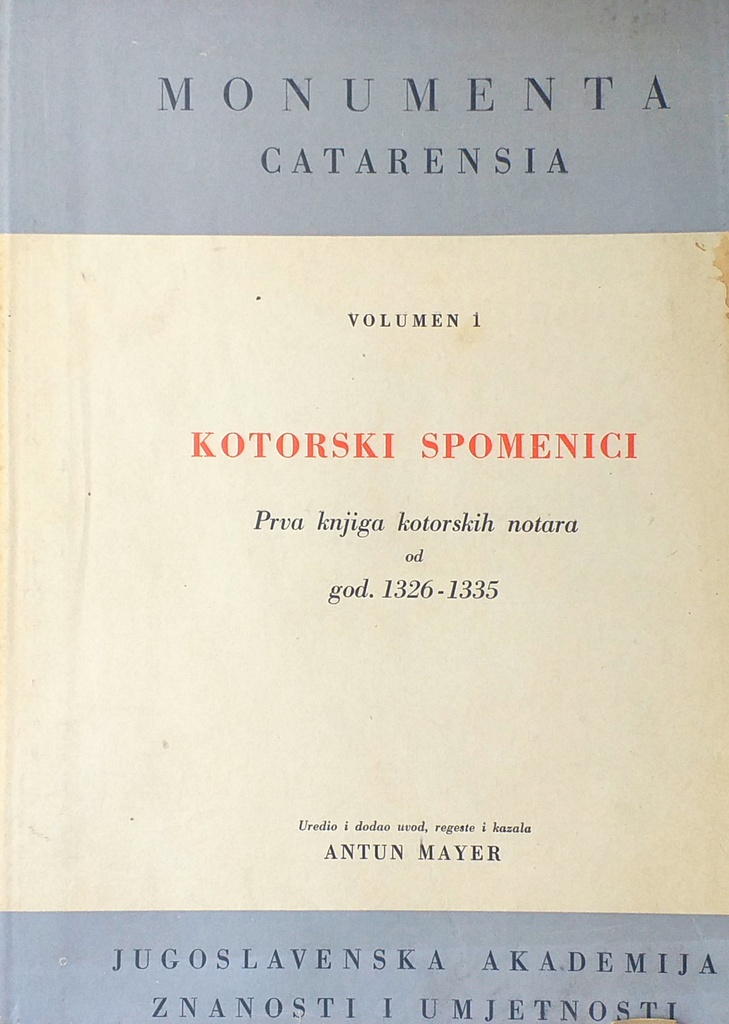 MONUMENTA
CATARENSIA
VOLUMEN 1
KOTORSKI SPOMENICI
Prva knjiga kotorskih notara
od
god. 1326-1335
Uredio i dodao uvod, regeste i kazala
ANTUN MAYER
JUGOSLAVENSKA AKADEMIJA
ZNANOSTI I UMJETNOSTI